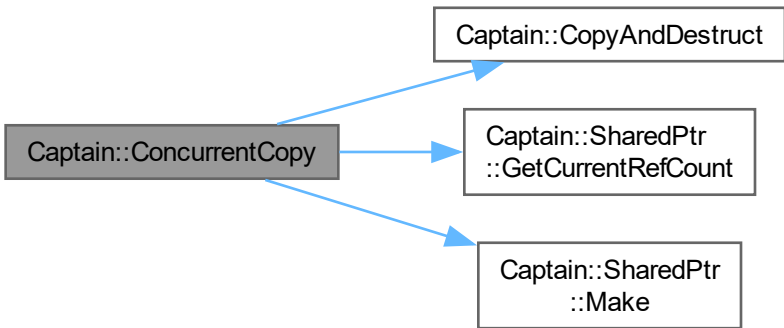 Captain::CopyAndDestruct
Captain::ConcurrentCopy
Captain::SharedPtr
::GetCurrentRefCount
Captain::SharedPtr
::Make